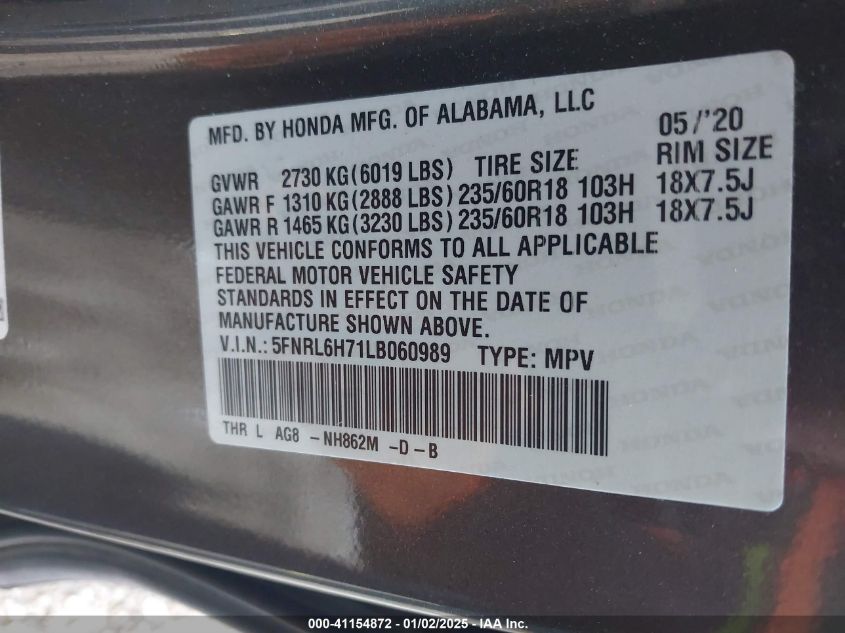 MFD. BY HONDA MFG. OF ALABAMA, LLC 05/'20
GVWR 2730 KG(6019 LBS) TIRE SIZE RIM SIZE
GAWR F 1310 KG(2888 LBS) 235/60R18 103H 18X7.5J
GAWR R 1465 KG(3230 LBS) 235/60R18 103H 18X7.5J
THIS VEHICLE CONFORMS TO ALL APPLICABLE
FEDERAL MOTOR VEHICLE SAFETY
STANDARDS IN EFFECT ON THE DATE OF
MANUFACTURE SHOWN ABOVE.
V.I.N.: 5FNRL6H71LB060989 TYPE: MPV
THR L AG8 -NH862M -D-B
000-41154872 - 01/02/2025 - IAA Inc.